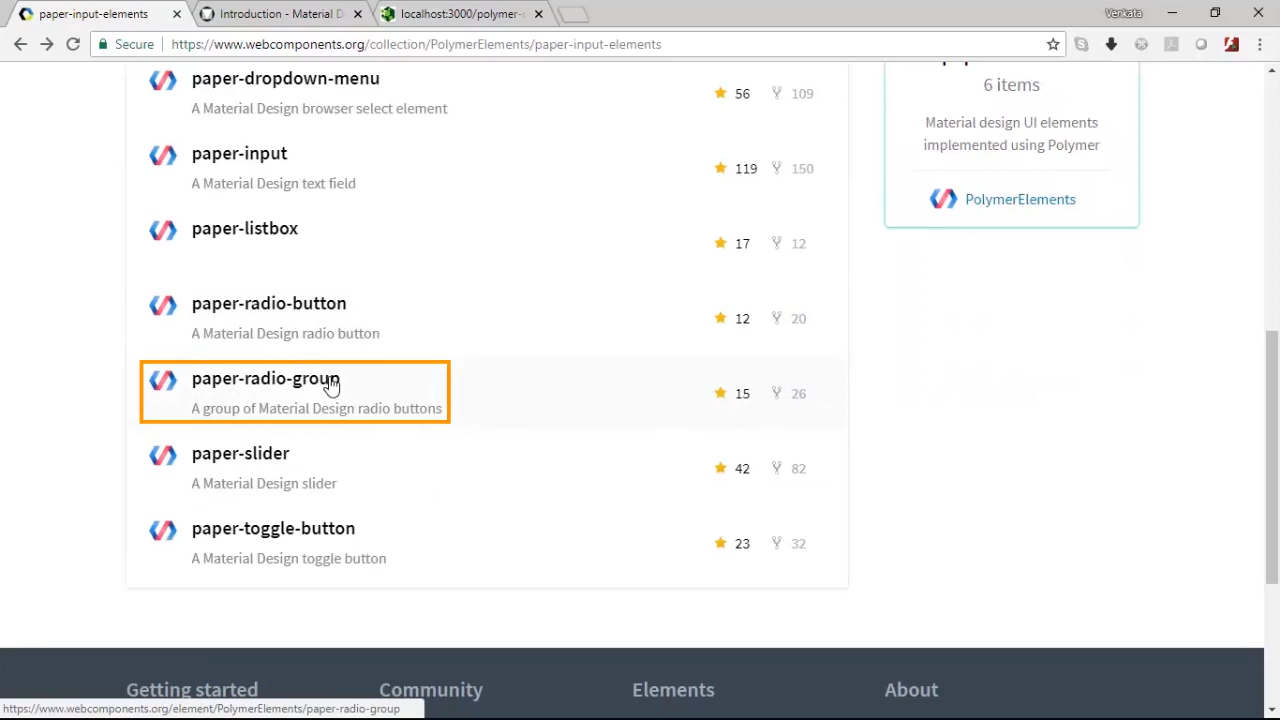 paper-input-elements
Introduction - Material D
localhost:3000/polymer-s
Venkata
Secure
https://www.webcomponents.org/collection/PolymerElements/paper-input-elements
paper-dropdown-menu
A Material Design browser select element
56 109
paper-input
A Material Design text field
119 150
paper-listbox
17 12
paper-radio-button
A Material Design radio button
12 20
paper-radio-group
A group of Material Design radio buttons
15 26
paper-slider
A Material Design slider
42 82
paper-toggle-button
A Material Design toggle button
23 32
6 items
Material design UI elements
implemented using Polymer
PolymerElements
Getting started
Community
Elements
About
https://www.webcomponents.org/element/PolymerElements/paper-radio-group